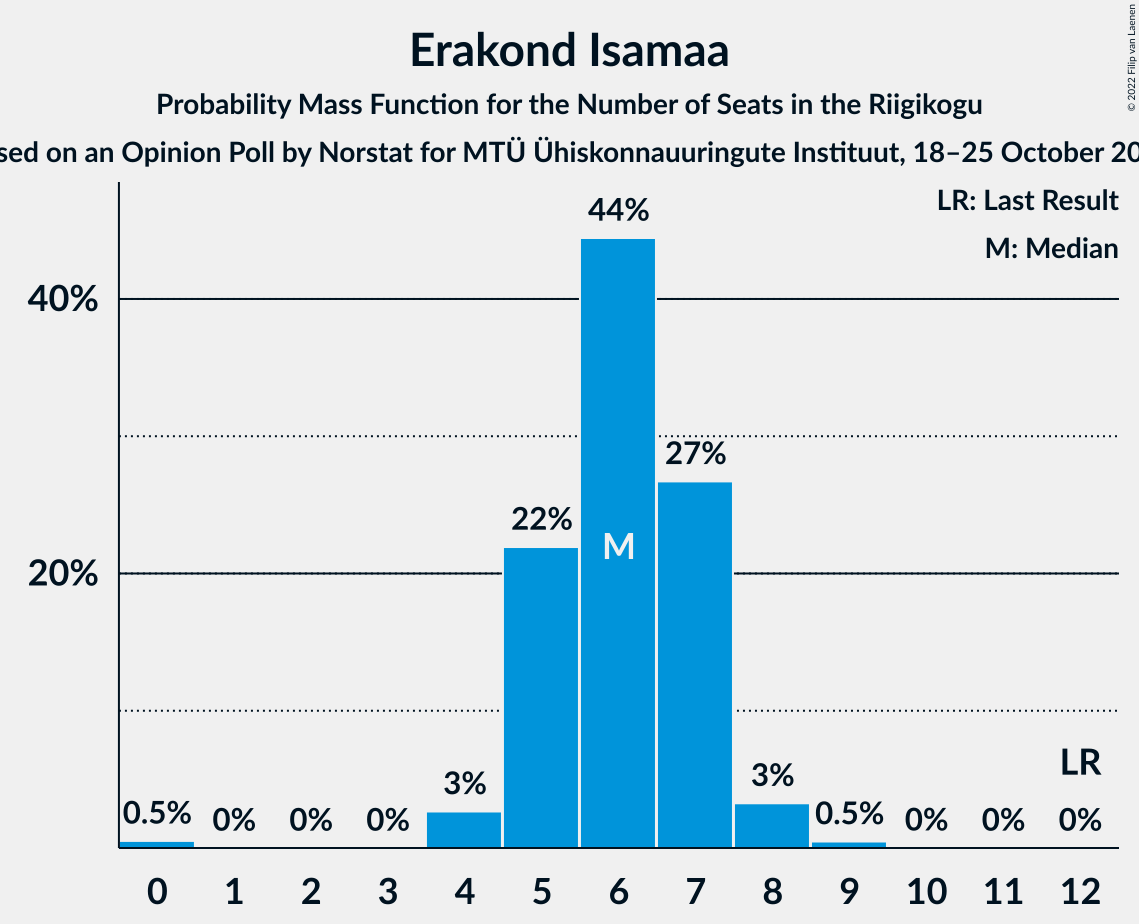 Erakond Isamaa
Probability Mass Function for the Number of Seats in the Riigikogu
sed on an Opinion Poll by Norstat for MTÜ Ühiskonnauuringute Instituut, 18–25 October 20
© 2022 Filip van Laenen
LR: Last Result
M: Median
44%
40%
27%
22%
M
20%
LR
3%
3%
0.5%
0%
0%
0%
0.5%
0%
0%
0%
0 1 2 3 4 5 6 7 8 9 10 11 12